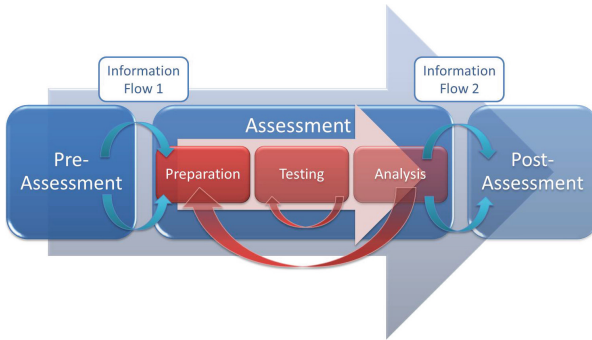 Information
Flow 1
Information
Flow 2
Pre-
Assessment
Assessment
Preparation
Testing
Analysis
Post-
Assessment